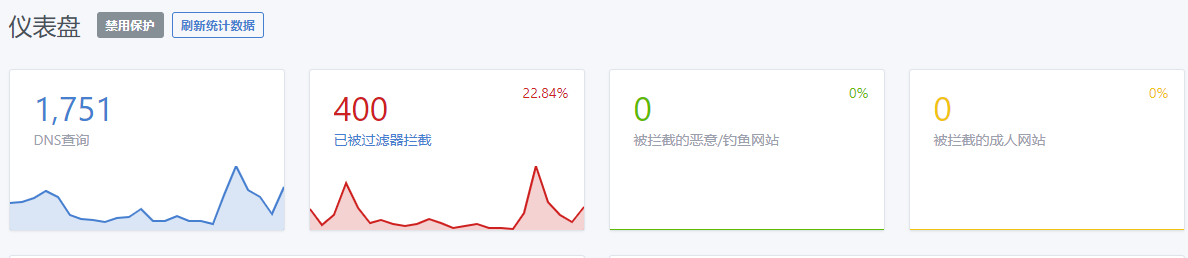 仪表盘 禁用保护 刷新统计数据
1,751
DNS查询
400 22.84%
已被过滤器拦截
0 0%
被拦截的恶意/钓鱼网站
0 0%
被拦截的成人网站